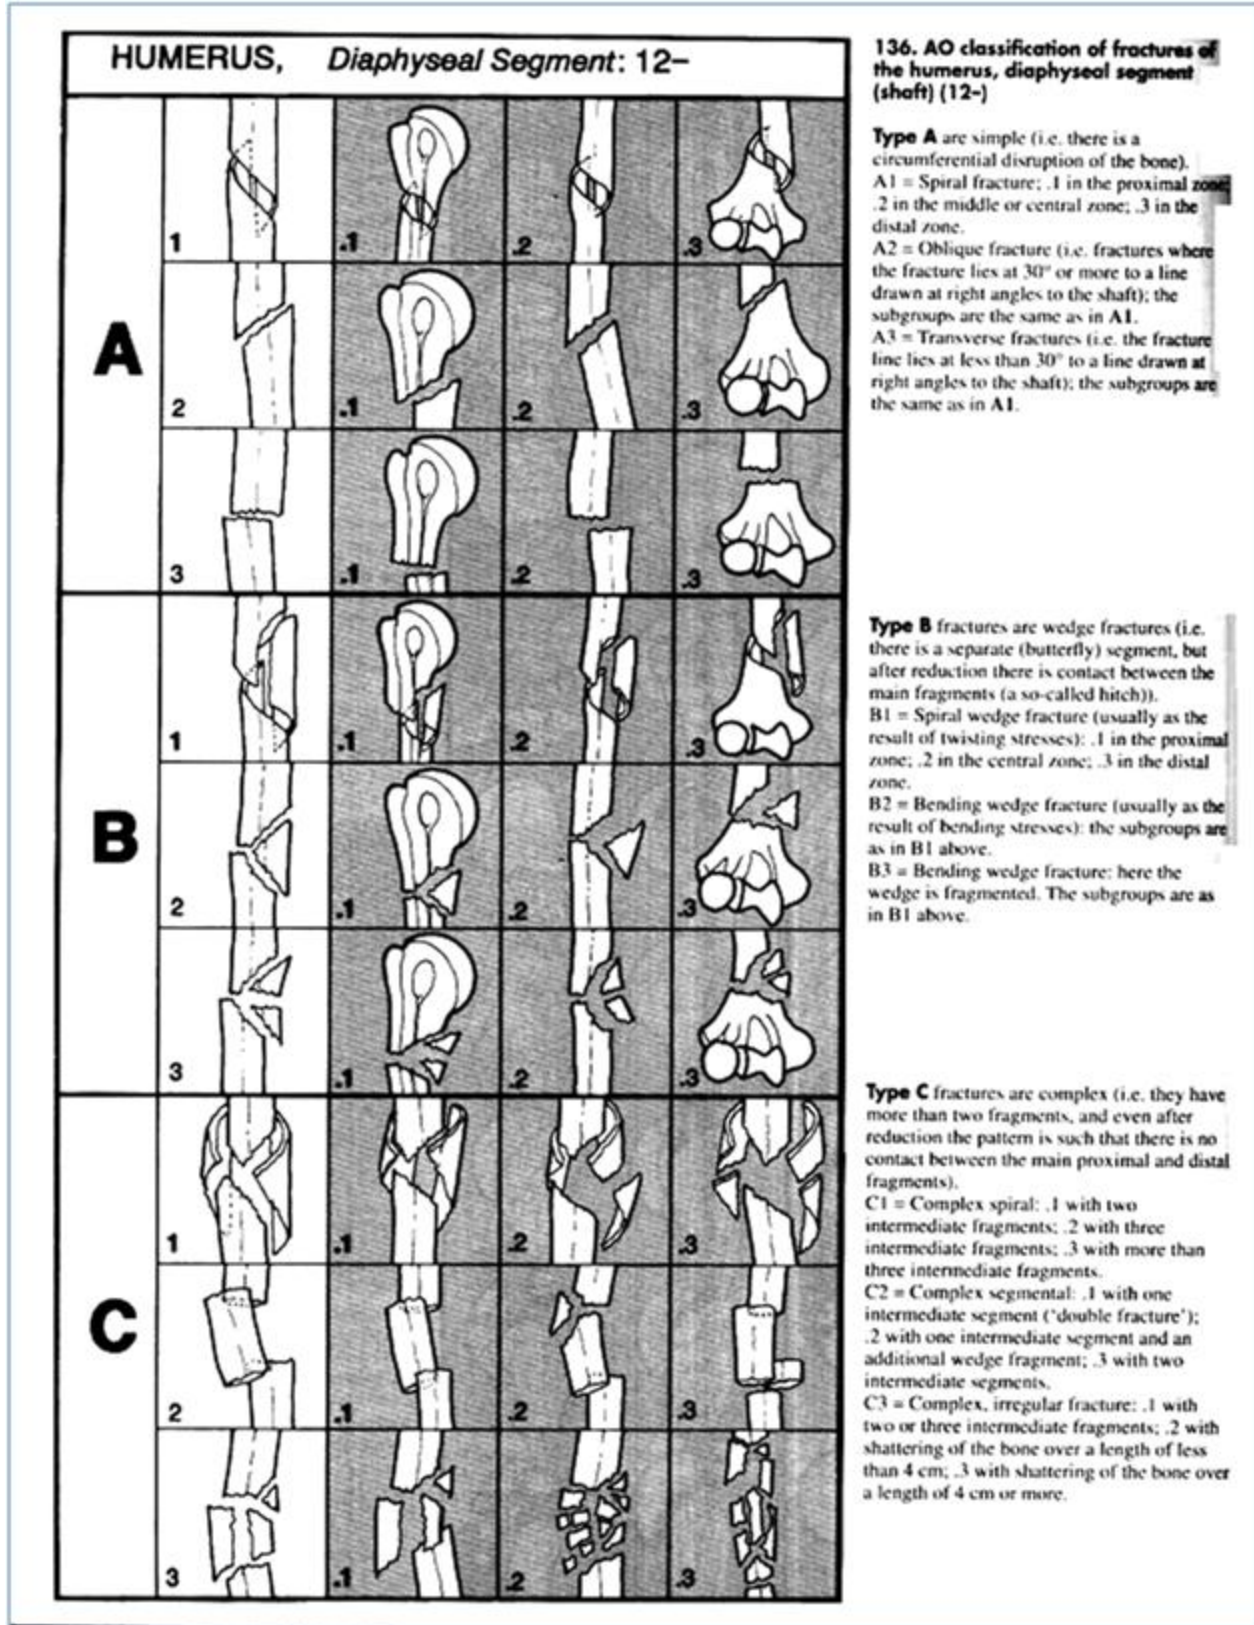 HUMERUS, Diaphyseal Segment: 12–
A
1
.1
.2
.3
2
.1
.2
.3
3
.1
.2
.3
B
1
.1
.2
.3
2
.1
.2
.3
3
.1
.2
.3
C
1
.1
.2
.3
2
.1
.2
.3
3
.1
.2
.3
136. AO classification of fractures of
the humerus, diaphyseal segment
(shaft) (12–)
Type A are simple (i.e. there is a
circumferential disruption of the bone).
A1 = Spiral fracture; .1 in the proximal zone;
.2 in the middle or central zone; .3 in the
distal zone.
A2 = Oblique fracture (i.e. fractures where
the fracture lies at 30° or more to a line
drawn at right angles to the shaft); the
subgroups are the same as in A1.
A3 = Transverse fractures (i.e. the fracture
line lies at less than 30° to a line drawn at
right angles to the shaft); the subgroups are
the same as in A1.
Type B fractures are wedge fractures (i.e.
there is a separate (butterfly) segment, but
after reduction there is contact between the
main fragments (a so-called hitch)).
B1 = Spiral wedge fracture (usually as the
result of twisting stresses): .1 in the proximal
zone; .2 in the central zone; .3 in the distal
zone.
B2 = Bending wedge fracture (usually as the
result of bending stresses): the subgroups are
as in B1 above.
B3 = Bending wedge fracture: here the
wedge is fragmented. The subgroups are as
in B1 above.
Type C fractures are complex (i.e. they have
more than two fragments, and even after
reduction the pattern is such that there is no
contact between the main proximal and distal
fragments).
C1 = Complex spiral: .1 with two
intermediate fragments; .2 with three
intermediate fragments; .3 with more than
three intermediate fragments.
C2 = Complex segmental: .1 with one
intermediate segment ('double fracture');
.2 with one intermediate segment and an
additional wedge fragment; .3 with two
intermediate segments.
C3 = Complex, irregular fracture: .1 with
two or three intermediate fragments; .2 with
shattering of the bone over a length of less
than 4 cm; .3 with shattering of the bone over
a length of 4 cm or more.